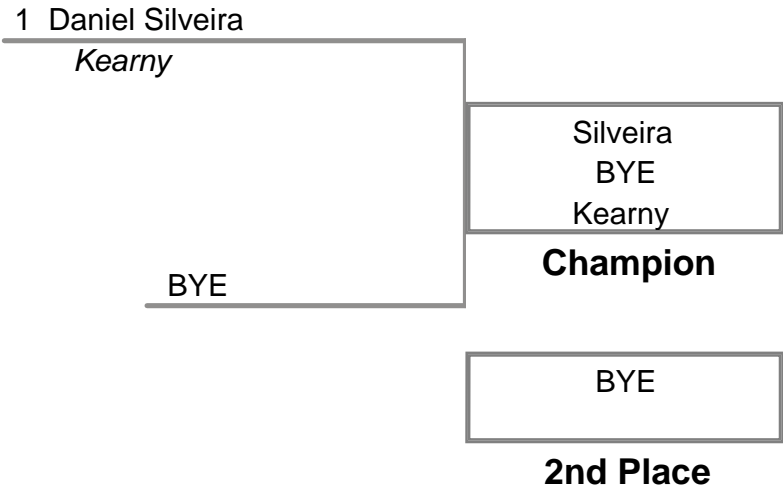 1 Daniel Silveira
Kearny
Silveira
BYE
Kearny
Champion
BYE
BYE
2nd Place